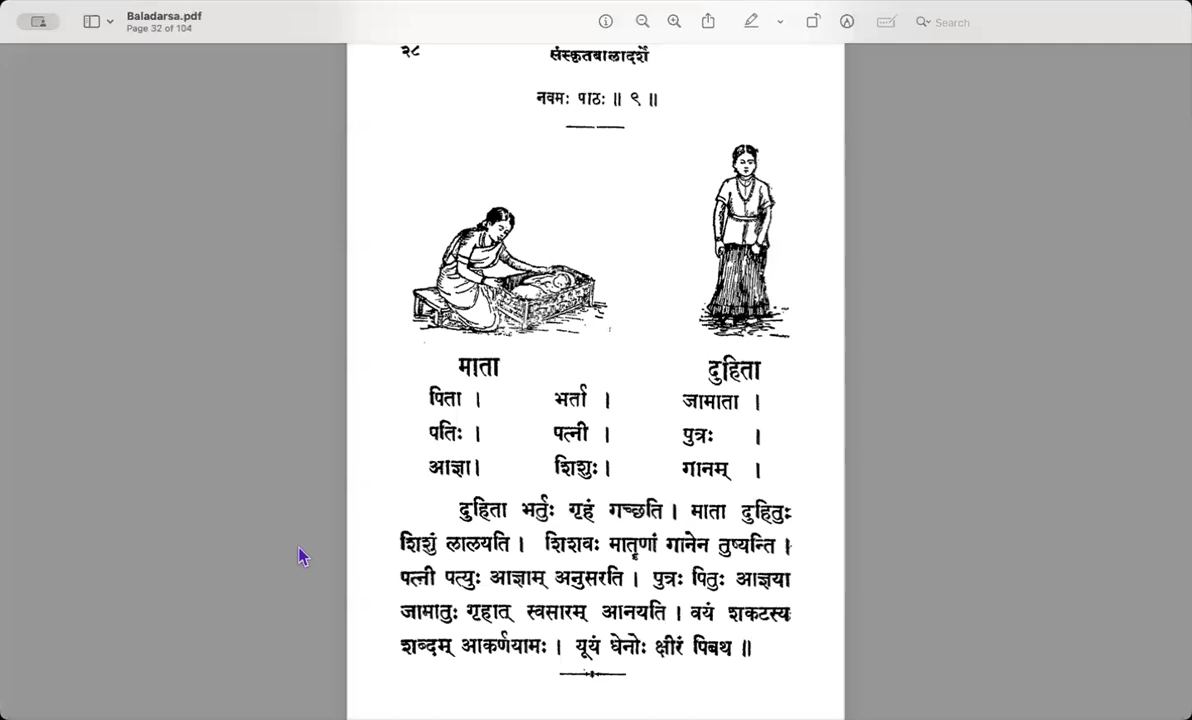 Baladarsa.pdf
Page 32 of 104
Search
२८ संस्कृतबालादर्शे
नवमः पाठः ॥ ९ ॥
माता दुहिता
पिता । भर्ता । जामाता ।
पतिः । पत्नी । पुत्रः ।
आज्ञा। शिशुः। गानम् ।
दुहिता भर्तुः गृहं गच्छति । माता दुहितुः
शिशुं लालयति । शिशवः मातॄणां गानेन तुष्यन्ति ।
पत्नी पत्युः आज्ञाम् अनुसरति । पुत्रः पितुः आज्ञया
जामातुः गृहात् स्वसारम् आनयति । वयं शकटस्य
शब्दम् आकर्णयामः । यूयं धेनोः क्षीरं पिबथ ॥